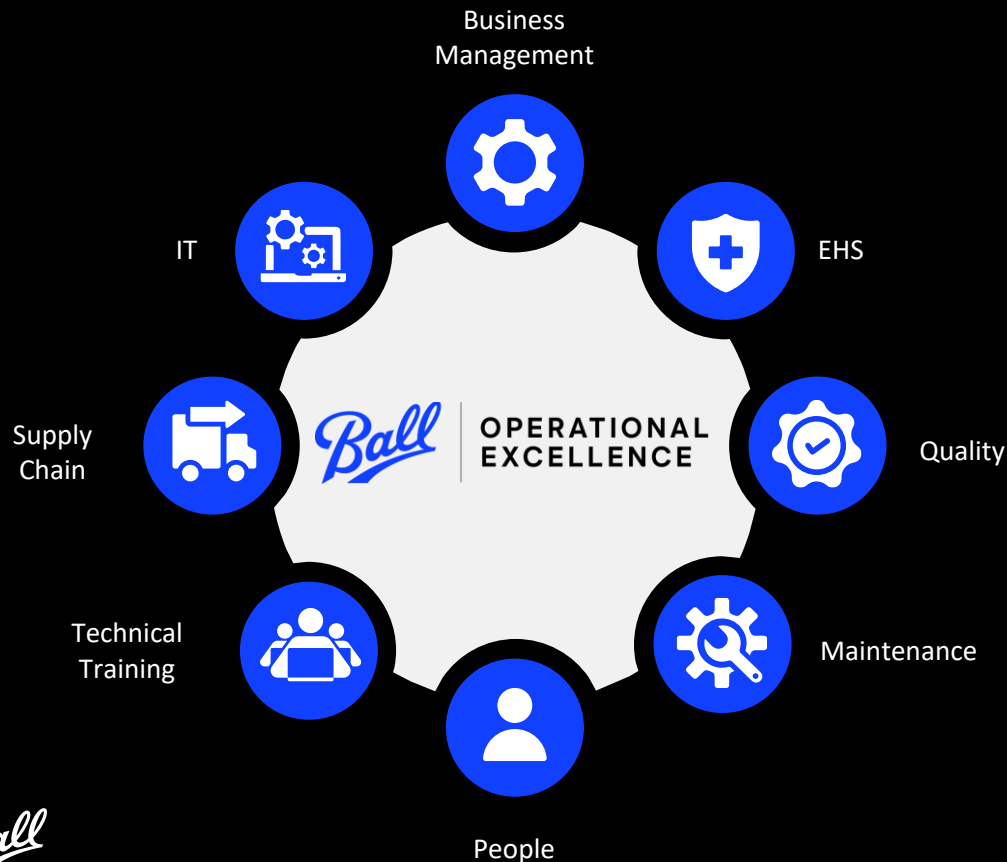 Business
Management
IT
EHS
Ball
OPERATIONAL
EXCELLENCE
Supply
Chain
Quality
Technical
Training
Maintenance
People